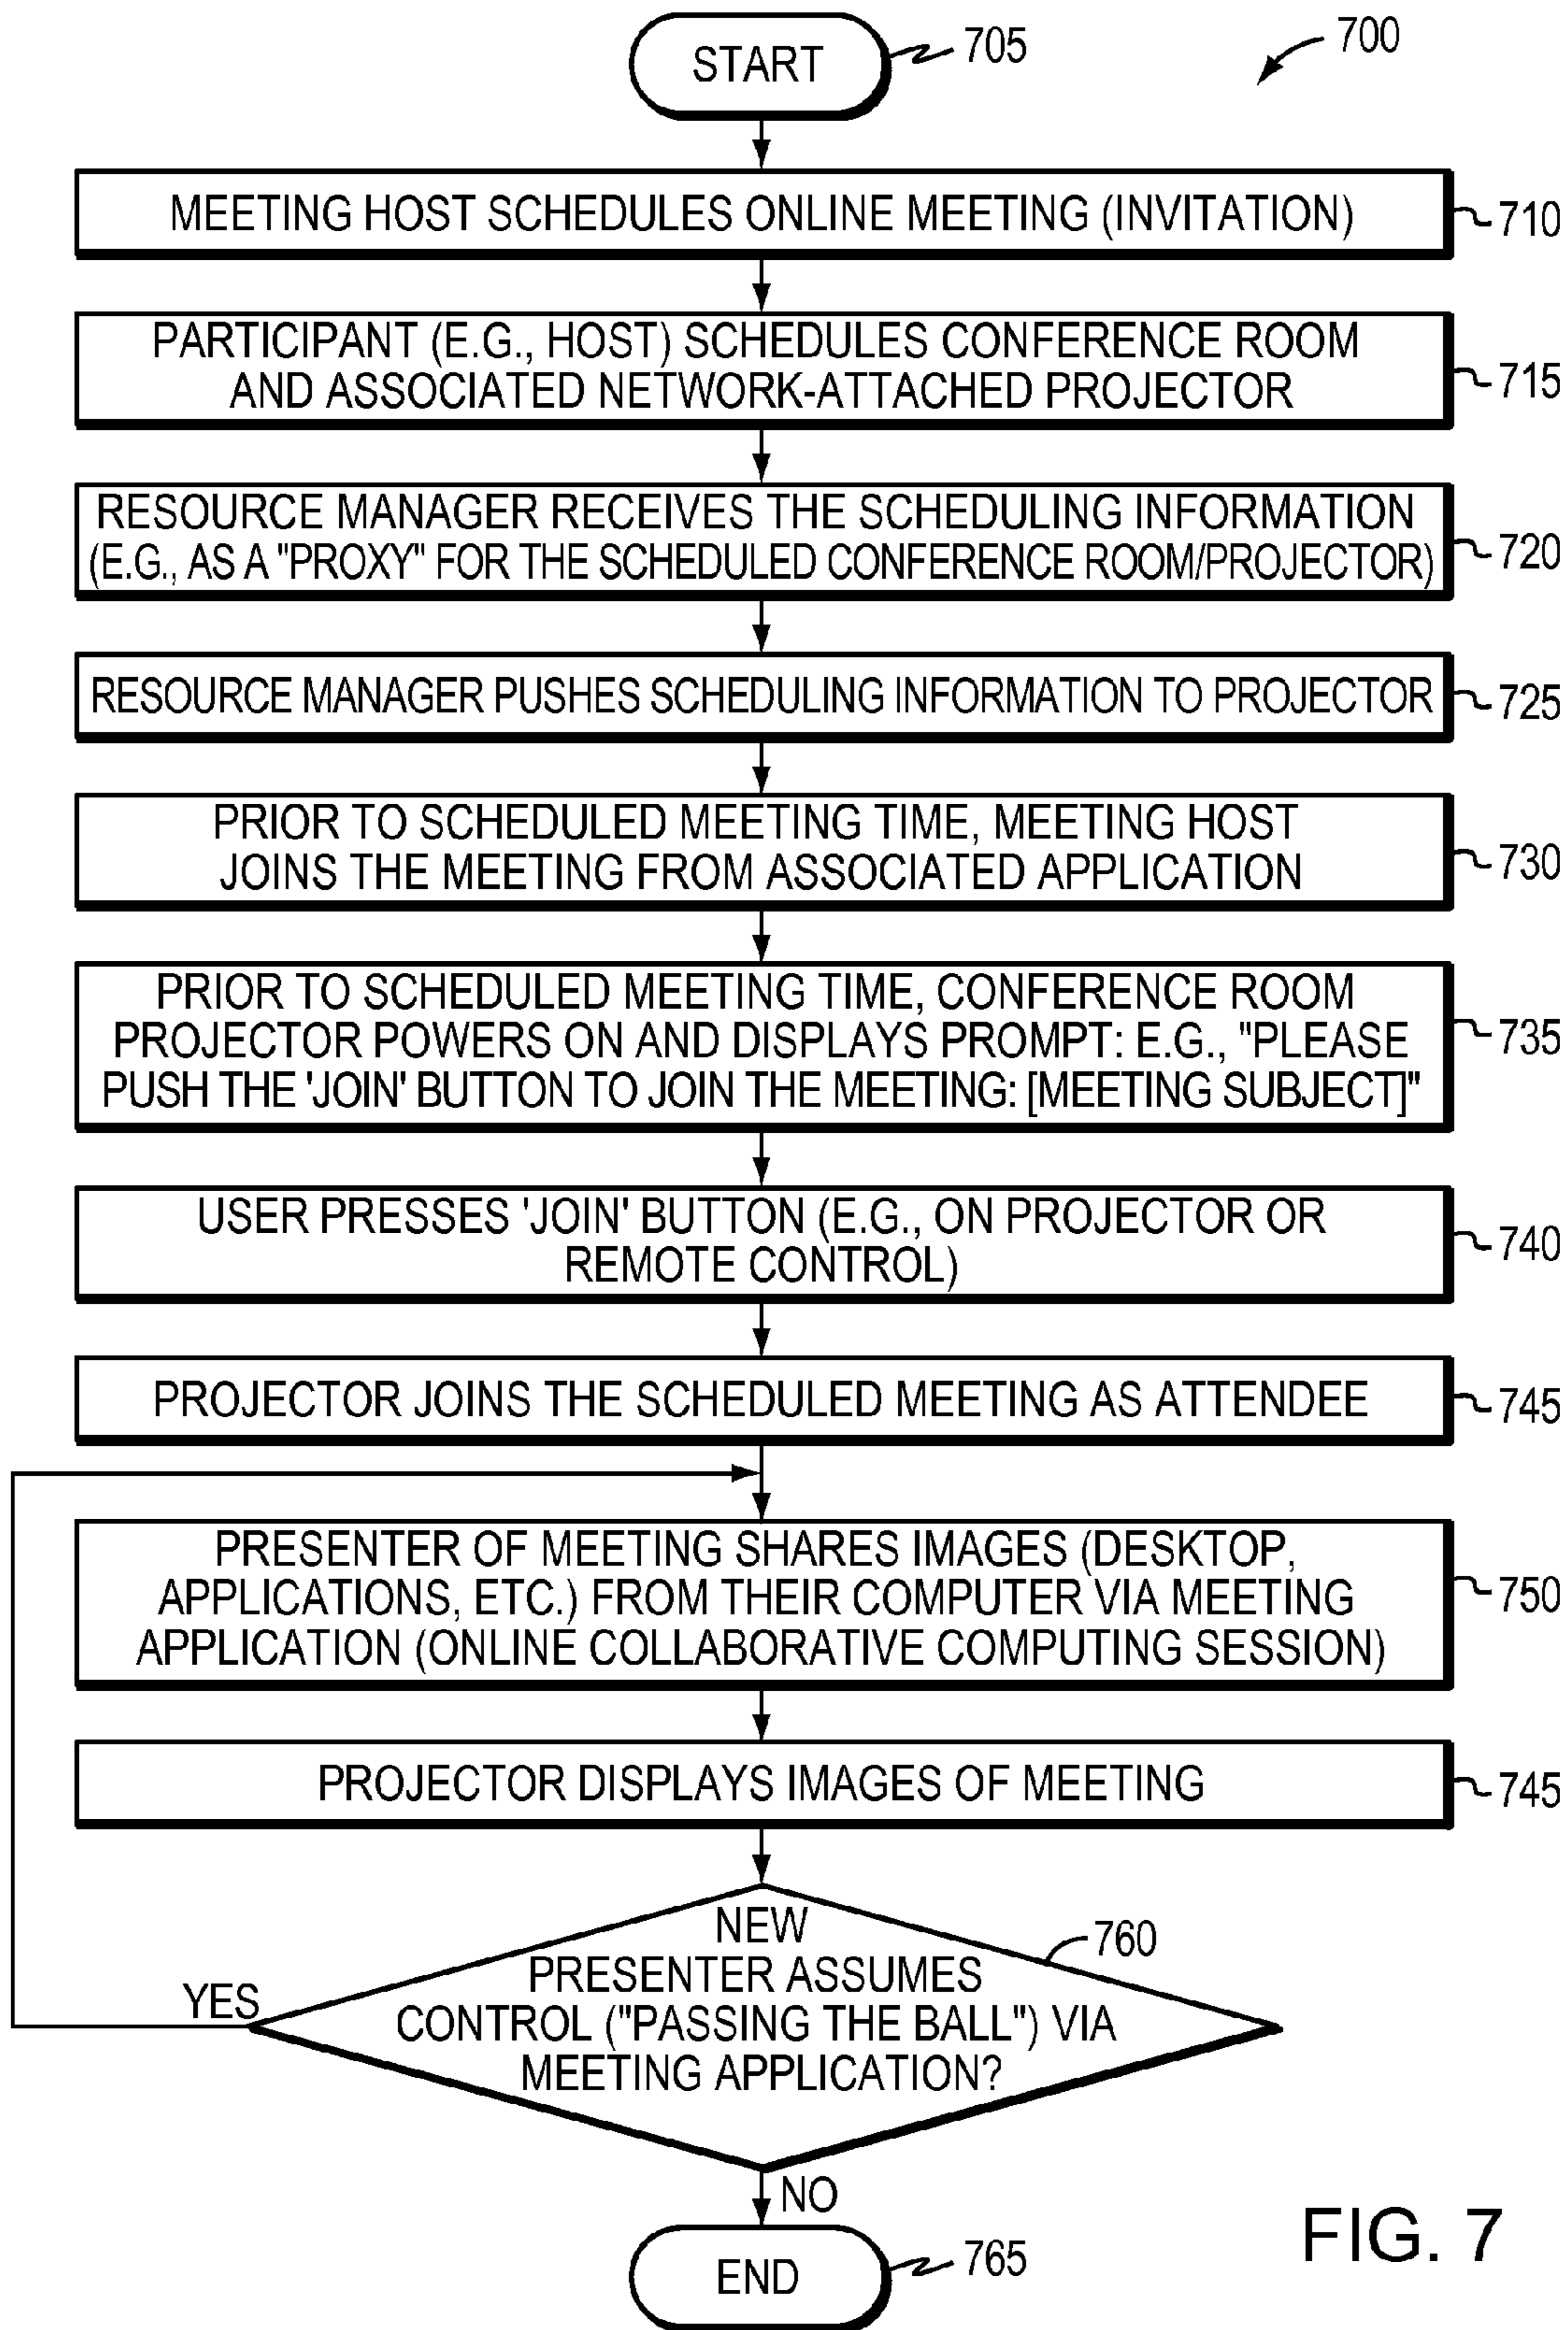 START
705
700
MEETING HOST SCHEDULES ONLINE MEETING (INVITATION)
710
PARTICIPANT (E.G., HOST) SCHEDULES CONFERENCE ROOM
AND ASSOCIATED NETWORK-ATTACHED PROJECTOR
715
RESOURCE MANAGER RECEIVES THE SCHEDULING INFORMATION
(E.G., AS A "PROXY" FOR THE SCHEDULED CONFERENCE ROOM/PROJECTOR)
720
RESOURCE MANAGER PUSHES SCHEDULING INFORMATION TO PROJECTOR
725
PRIOR TO SCHEDULED MEETING TIME, MEETING HOST
JOINS THE MEETING FROM ASSOCIATED APPLICATION
730
PRIOR TO SCHEDULED MEETING TIME, CONFERENCE ROOM
PROJECTOR POWERS ON AND DISPLAYS PROMPT: E.G., "PLEASE
PUSH THE 'JOIN' BUTTON TO JOIN THE MEETING: [MEETING SUBJECT]"
735
USER PRESSES 'JOIN' BUTTON (E.G., ON PROJECTOR OR
REMOTE CONTROL)
740
PROJECTOR JOINS THE SCHEDULED MEETING AS ATTENDEE
745
PRESENTER OF MEETING SHARES IMAGES (DESKTOP,
APPLICATIONS, ETC.) FROM THEIR COMPUTER VIA MEETING
APPLICATION (ONLINE COLLABORATIVE COMPUTING SESSION)
750
PROJECTOR DISPLAYS IMAGES OF MEETING
745
NEW
PRESENTER ASSUMES
CONTROL ("PASSING THE BALL") VIA
MEETING APPLICATION?
760
YES
NO
END
765
FIG. 7